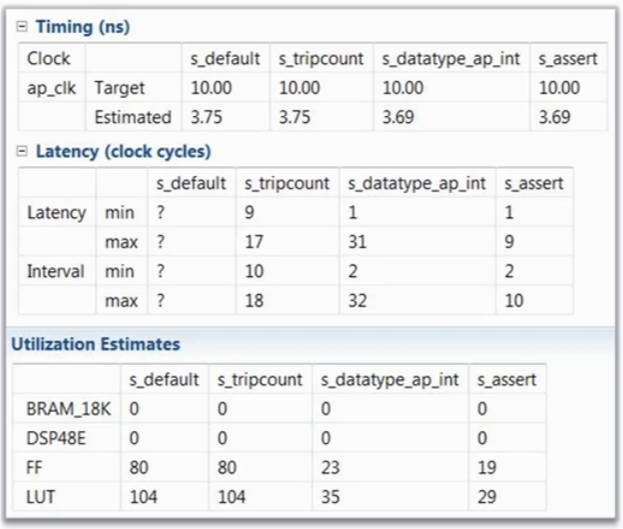 Timing (ns)
Clock s_default s_tripcount s_datatype_ap_int s_assert
ap_clk Target 10.00 10.00 10.00 10.00
Estimated 3.75 3.75 3.69 3.69
Latency (clock cycles)
s_default s_tripcount s_datatype_ap_int s_assert
Latency min ? 9 1 1
max ? 17 31 9
Interval min ? 10 2 2
max ? 18 32 10
Utilization Estimates
s_default s_tripcount s_datatype_ap_int s_assert
BRAM_18K 0 0 0 0
DSP48E 0 0 0 0
FF 80 80 23 19
LUT 104 104 35 29